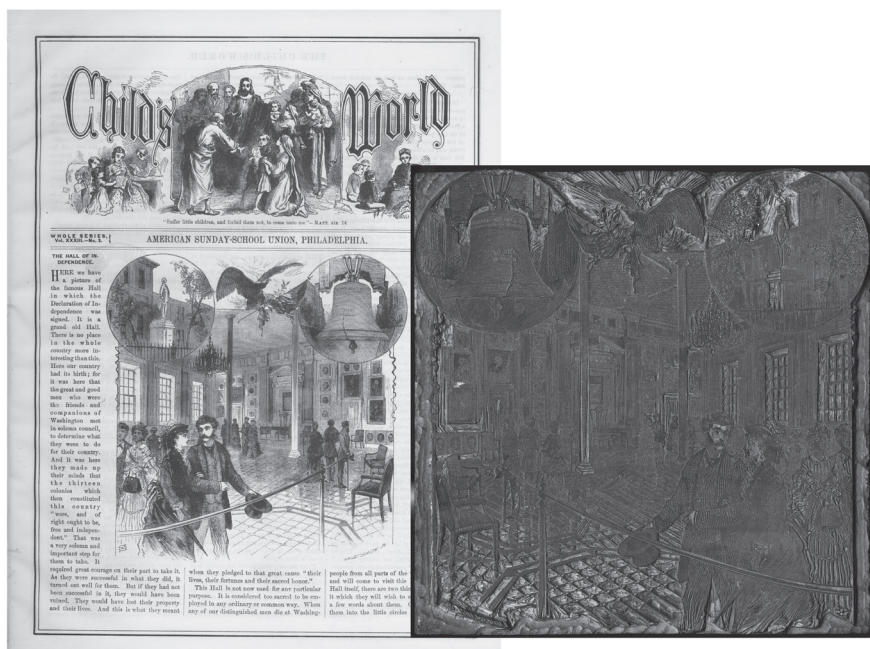 Child's World
"Suffer little children, and forbid them not, to come unto me."—MATT. xix. 14.
WHOLE SERIES,
Vol. XXXIII.—No. 3.
AMERICAN SUNDAY-SCHOOL UNION, PHILADELPHIA.
THE HALL OF IN-
DEPENDENCE.
HERE we have
a picture of
the famous Hall
in which the
Declaration of In-
dependence was
signed. It is a
grand old Hall.
There is no place
in the whole
country more in-
teresting than this.
Here our country
had its birth; for
it was here that
the great and good
men who were
the friends and
companions of
Washington met
in solemn council,
to determine what
they were to do
for their country.
And it was here
they made up
their minds that
the thirteen
colonies which
then constituted
this country
"were, and of
right ought to be,
free and indepen-
dent." That was
a very solemn and
important step for
them to take. It
required great courage on their part to take it.
As they were successful in what they did, it
turned out well for them. But if they had not
been successful in it, they would have been
ruined. They would have lost their property
and their lives. And this is what they meant
when they pledged to that great cause "their
lives, their fortunes and their sacred honor."
This Hall is not now used for any particular
purpose. It is considered too sacred to be em-
ployed in any ordinary or common way. When
any of our distinguished men die at Washing-
people from all parts of the
and will come to visit this
Hall itself, there are two thin
it which they will wish to s
a few words about them.
them into the little circles